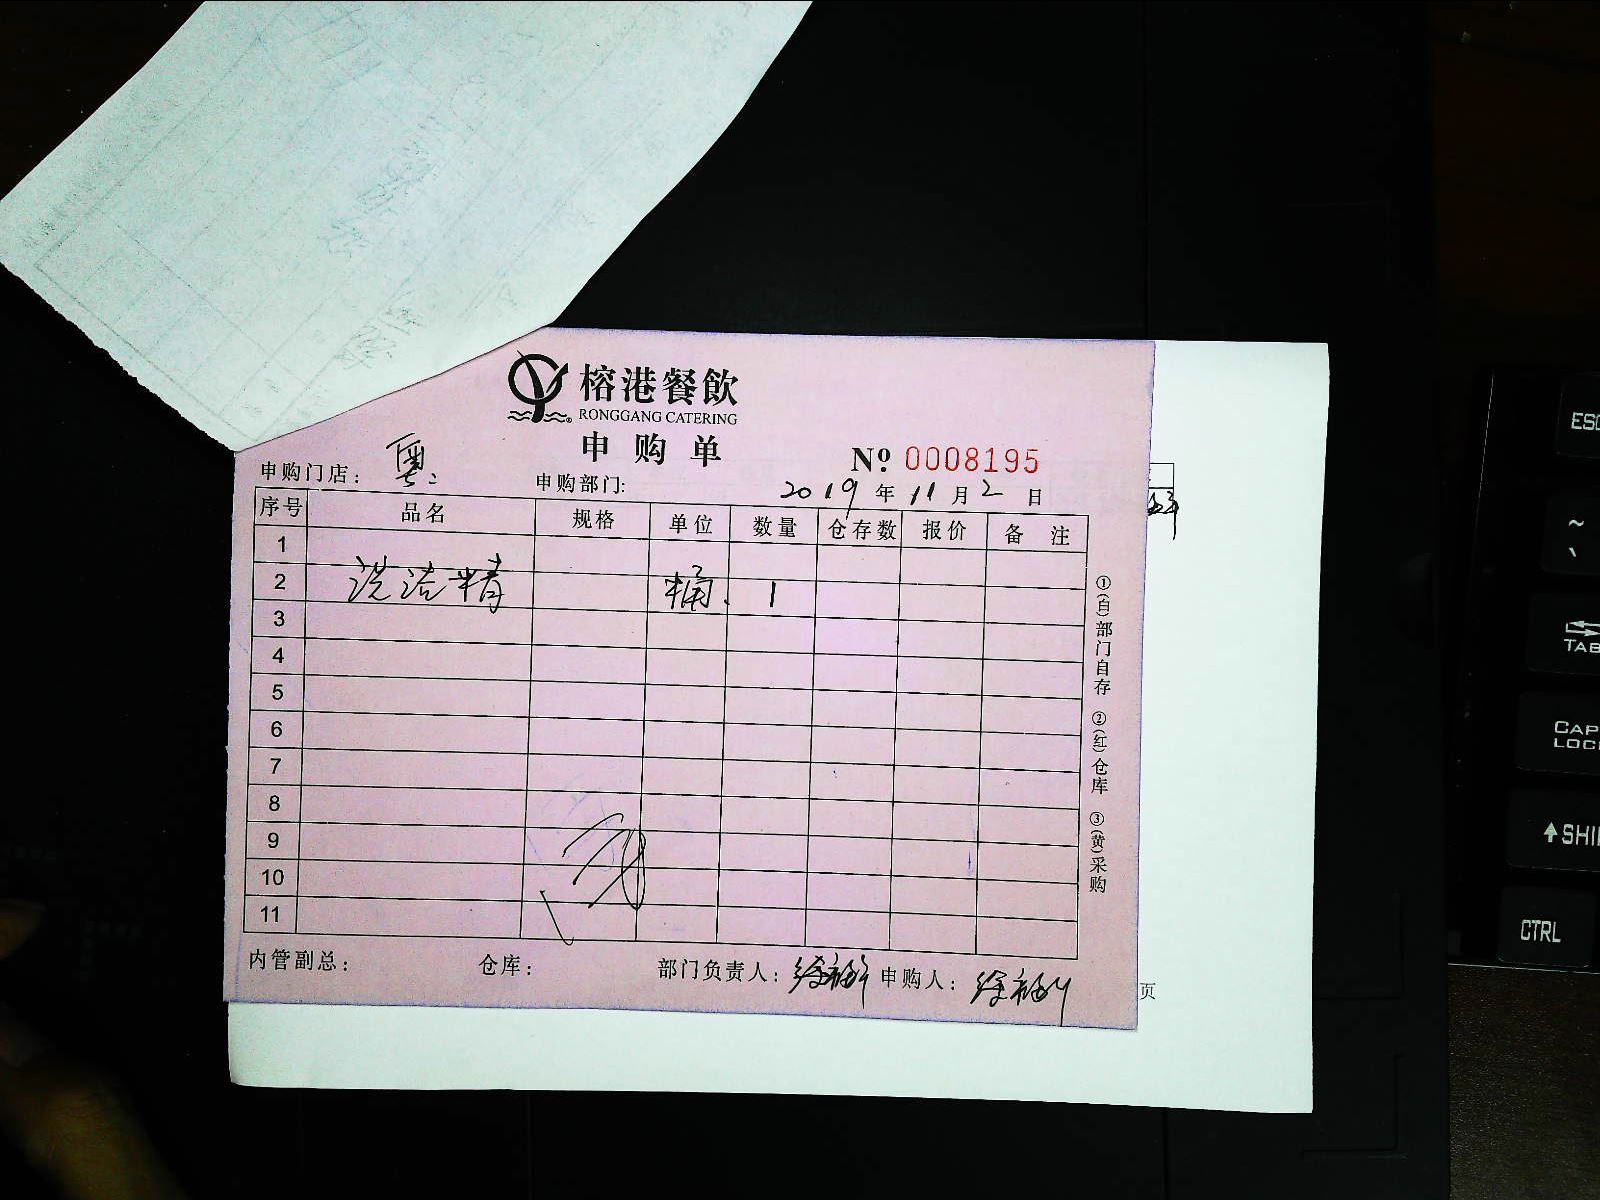 榕港餐飲
RONGGANG CATERING
申购单
№ 0008195
申购门店: 粤:
申购部门:
2019 年 11 月 2 日
序号 品名 规格 单位 数量 仓存数 报价 备注
1
2 洗洁精 桶. 1
3
4
5
6
7
8
9
10
11
内管副总: 仓库: 部门负责人: 申购人:
①(白)部门自存 ②(红)仓库 ③(黄)采购
页
ESC
~
TAB
CAPS
LOCK
SHI
CTRL